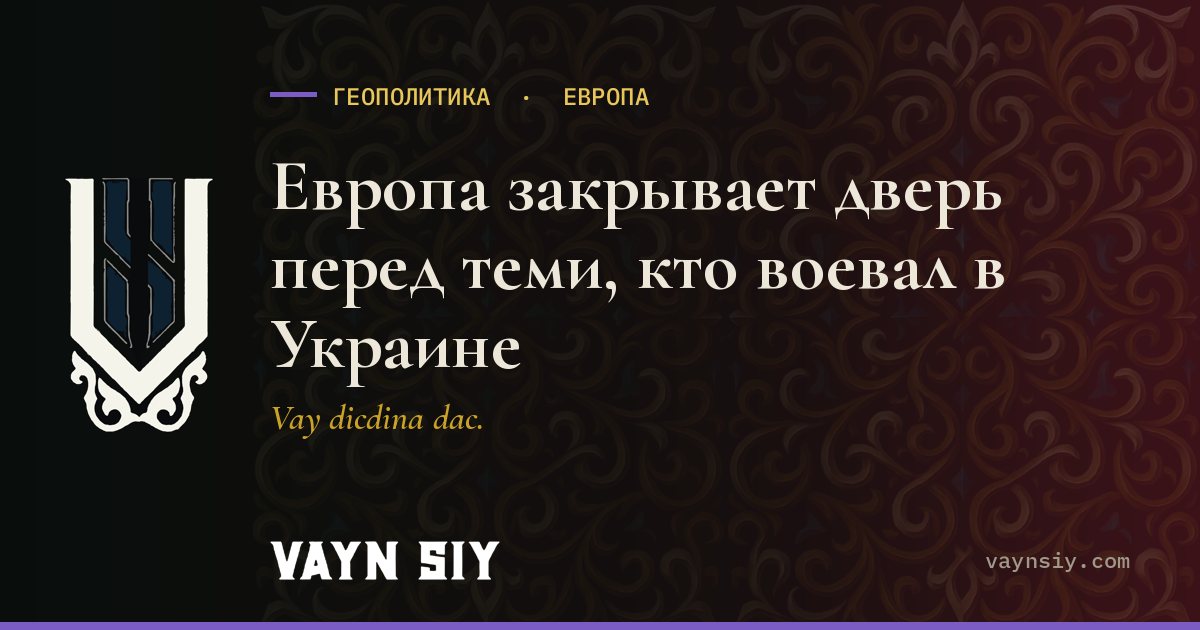 ГЕОПОЛИТИКА · ЕВРОПА
Европа закрывает дверь
перед теми, кто воевал в
Украине
Vay dicdina dac.
VAYN SIY
vaynsiy.com